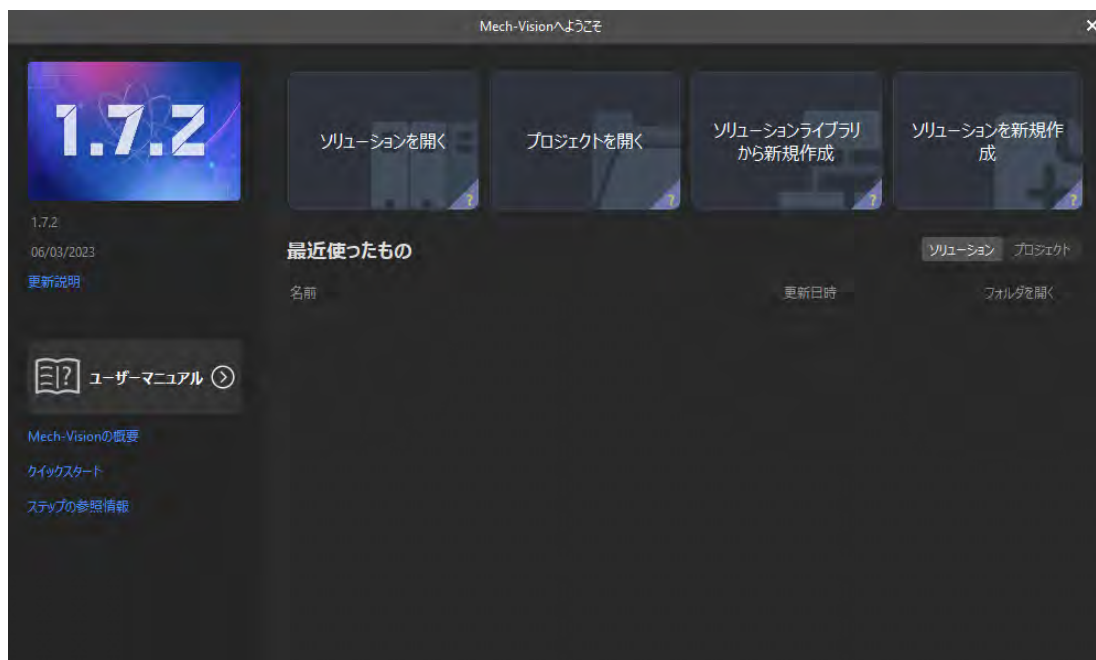 Mech-Visionへようこそ
1.7.2
1.7.2
06/03/2023
更新説明
ユーザーマニュアル
Mech-Visionの概要
クイックスタート
ステップの参照情報
ソリューションを開く
?
プロジェクトを開く
?
ソリューションライブラリ
から新規作成
?
ソリューションを新規作
成
?
最近使ったもの
ソリューション プロジェクト
名前 更新日時 フォルダを開く